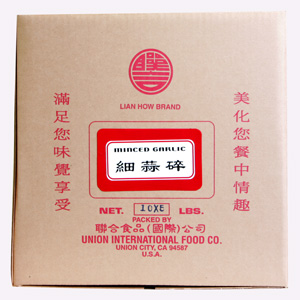 LIAN HOW BRAND
滿足您味覺享受
美化您餐中情趣
MINCED GARLIC
細蒜碎
NET. 10X5 LBS.
PACKED BY
聯合食品(國際)公司
UNION INTERNATIONAL FOOD CO.
UNION CITY, CA 94587
U.S.A.